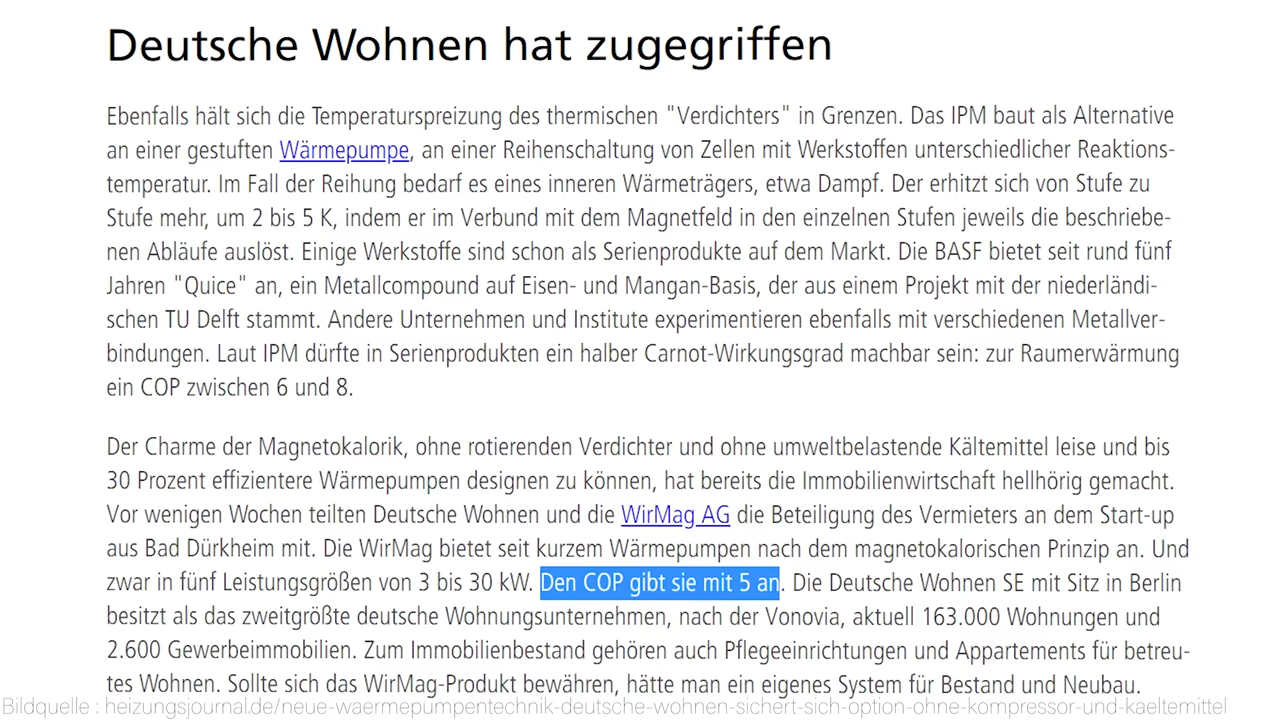 Deutsche Wohnen hat zugegriffen
Ebenfalls hält sich die Temperaturspreizung des thermischen "Verdichters" in Grenzen. Das IPM baut als Alternative
an einer gestuften Wärmepumpe, an einer Reihenschaltung von Zellen mit Werkstoffen unterschiedlicher Reaktions-
temperatur. Im Fall der Reihung bedarf es eines inneren Wärmeträgers, etwa Dampf. Der erhitzt sich von Stufe zu
Stufe mehr, um 2 bis 5 K, indem er im Verbund mit dem Magnetfeld in den einzelnen Stufen jeweils die beschriebe-
nen Abläufe auslöst. Einige Werkstoffe sind schon als Serienprodukte auf dem Markt. Die BASF bietet seit rund fünf
Jahren "Quice" an, ein Metallcompound auf Eisen- und Mangan-Basis, der aus einem Projekt mit der niederländi-
schen TU Delft stammt. Andere Unternehmen und Institute experimentieren ebenfalls mit verschiedenen Metallver-
bindungen. Laut IPM dürfte in Serienprodukten ein halber Carnot-Wirkungsgrad machbar sein: zur Raumerwärmung
ein COP zwischen 6 und 8.
Der Charme der Magnetokalorik, ohne rotierenden Verdichter und ohne umweltbelastende Kältemittel leise und bis
30 Prozent effizientere Wärmepumpen designen zu können, hat bereits die Immobilienwirtschaft hellhörig gemacht.
Vor wenigen Wochen teilten Deutsche Wohnen und die WirMag AG die Beteiligung des Vermieters an dem Start-up
aus Bad Dürkheim mit. Die WirMag bietet seit kurzem Wärmepumpen nach dem magnetokalorischen Prinzip an. Und
zwar in fünf Leistungsgrößen von 3 bis 30 kW. Den COP gibt sie mit 5 an. Die Deutsche Wohnen SE mit Sitz in Berlin
besitzt als das zweitgrößte deutsche Wohnungsunternehmen, nach der Vonovia, aktuell 163.000 Wohnungen und
2.600 Gewerbeimmobilien. Zum Immobilienbestand gehören auch Pflegeeinrichtungen und Appartements für betreu-
tes Wohnen. Sollte sich das WirMag-Produkt bewähren, hätte man ein eigenes System für Bestand und Neubau.
Bildquelle : heizungsjournal.de/neue-waermepumpentechnik-deutsche-wohnen-sichert-sich-option-ohne-kompressor-und-kaeltemittel